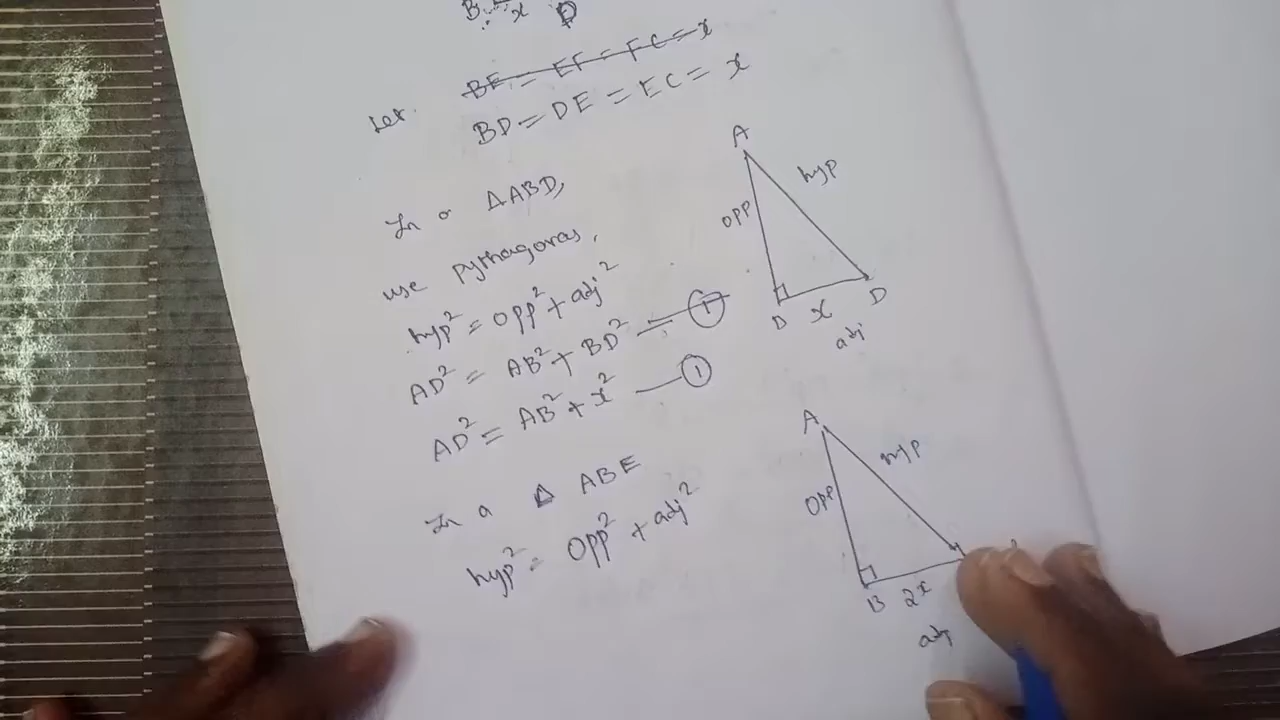 B x D
BE = EF = FC = x
Let BD = DE = EC = x
In a ΔABD,
use pythagoras,
hyp² = opp² + adj²
AD² = AB² + BD² — ①
AD² = AB² + x² — ①
In a Δ ABE
hyp² = opp² + adj²
A
opp hyp
B x D
adj
A
opp hyp
B 2x
adj